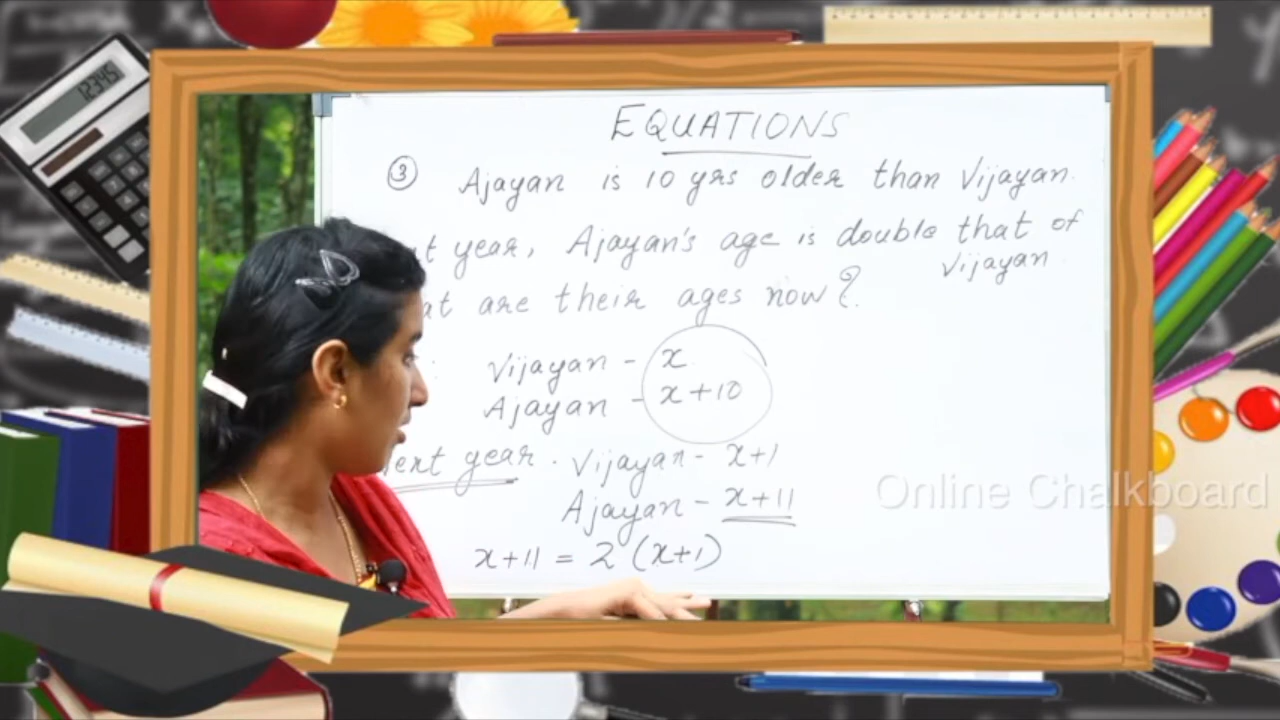 12345
EQUATIONS
③ Ajayan is 10 yrs older than Vijayan.
t year, Ajayan's age is double that of
Vijayan.
at are their ages now?
Vijayan - x
Ajayan - x+10
ext year. Vijayan - x+1
Ajayan - x+11
x+11 = 2(x+1)
Online Chalkboard